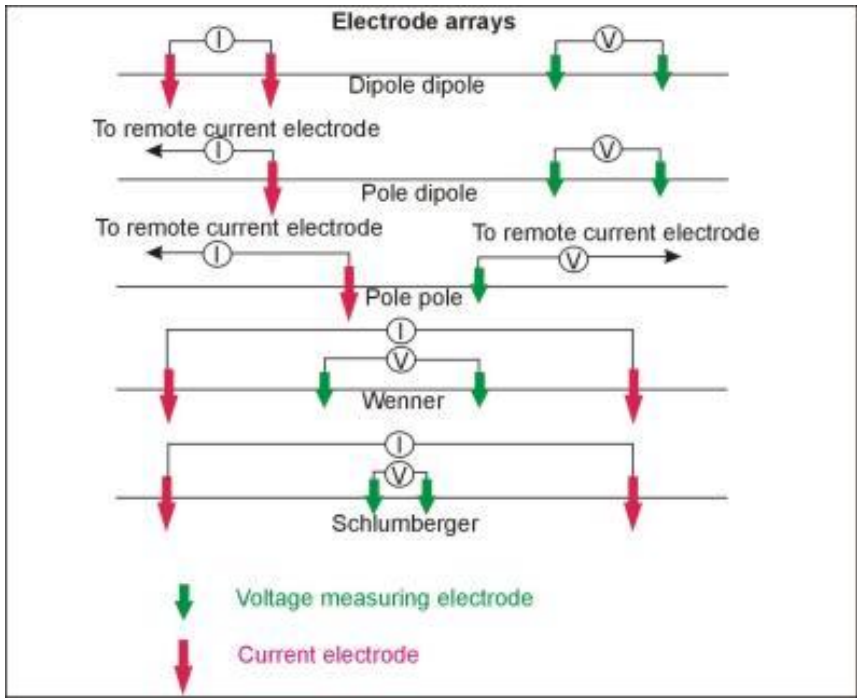 Electrode arrays
I
V
Dipole dipole
To remote current electrode
I
V
Pole dipole
To remote current electrode
To remote current electrode
I
V
Pole pole
I
V
Wenner
I
V
Schlumberger
Voltage measuring electrode
Current electrode